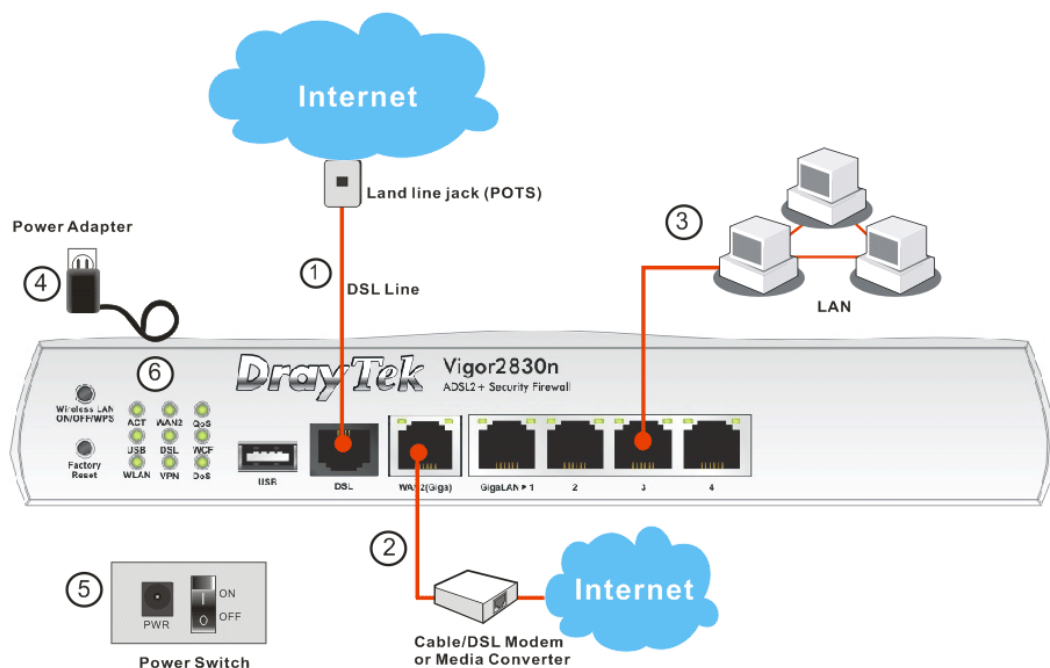 Internet
Land line jack (POTS)
Power Adapter
4
1
DSL Line
3
LAN
6
DrayTek
Vigor2830n
ADSL2+ Security Firewall
Wireless LAN
ON/OFF/WPS
ACT WAN2 QoS
USB DSL WCF
WLAN VPN DoS
Factory
Reset
USB
DSL
WAN2(Giga)
GigaLAN ▶ 1
2
3
4
2
Internet
Cable/DSL Modem
or Media Converter
5
PWR
I
ON
O
OFF
Power Switch